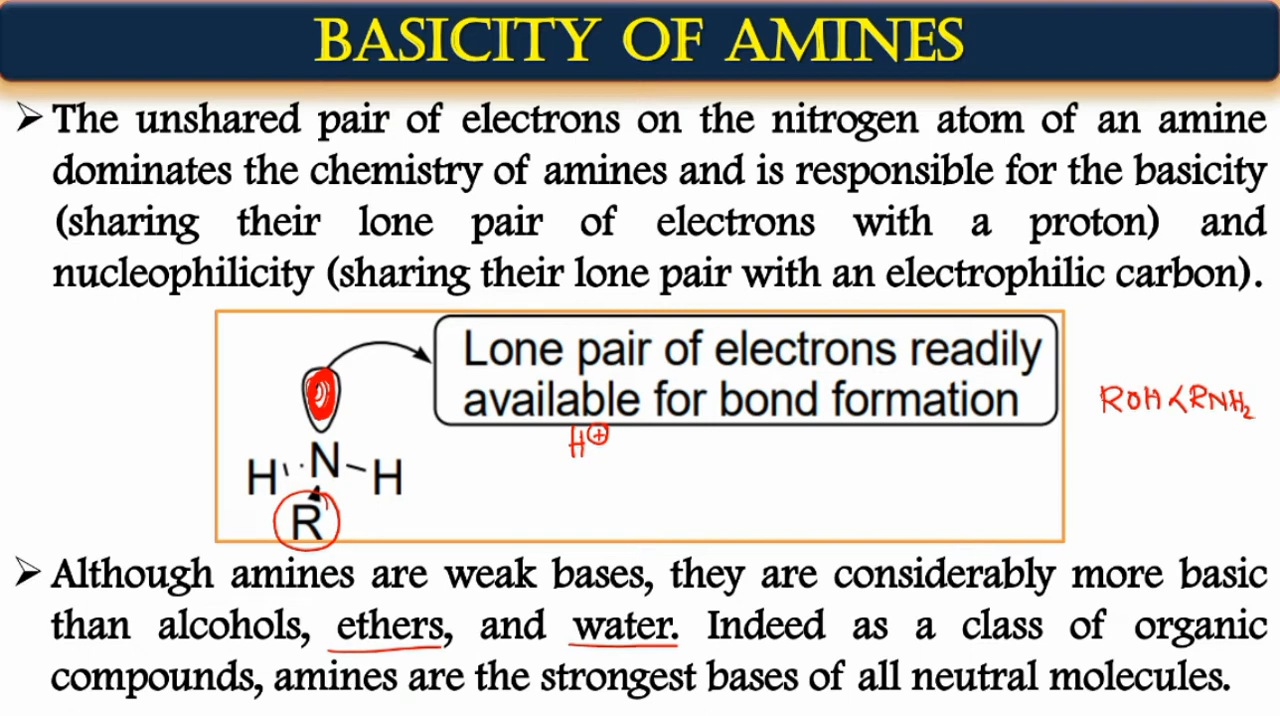 BASICITY OF AMINES
➢ The unshared pair of electrons on the nitrogen atom of an amine
dominates the chemistry of amines and is responsible for the basicity
(sharing their lone pair of electrons with a proton) and
nucleophilicity (sharing their lone pair with an electrophilic carbon).
Lone pair of electrons readily
available for bond formation
ROH < RNH₂
H⊕
H N H
R
➢ Although amines are weak bases, they are considerably more basic
than alcohols, ethers, and water. Indeed as a class of organic
compounds, amines are the strongest bases of all neutral molecules.